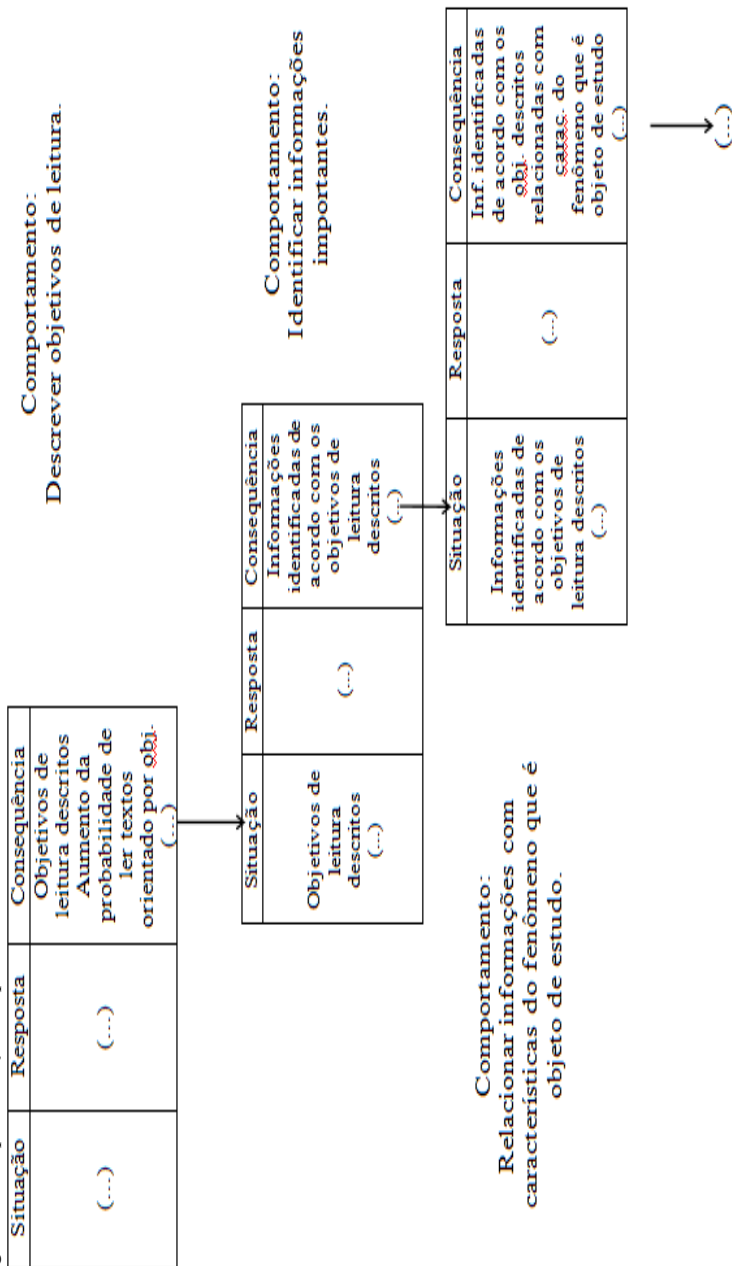 Situação
Resposta
Consequência
(...)
(...)
Objetivos de
leitura descritos
Aumento da
probabilidade de
ler textos
orientado por obj.
(...)
Comportamento:
Descrever objetivos de leitura.
Situação
Resposta
Consequência
Objetivos de
leitura
descritos
(...)
(...)
Informações
identificadas de
acordo com os
objetivos de
leitura
descritos
(...)
Comportamento:
Identificar informações
importantes.
Comportamento:
Relacionar informações com
características do fenômeno que é
objeto de estudo.
Situação
Resposta
Consequência
Informações
identificadas de
acordo com os
objetivos de
leitura descritos
(...)
(...)
Inf. identificadas
de acordo com os
obj. descritos
relacionadas com
carac. do
fenômeno que é
objeto de estudo
(...)
(...)